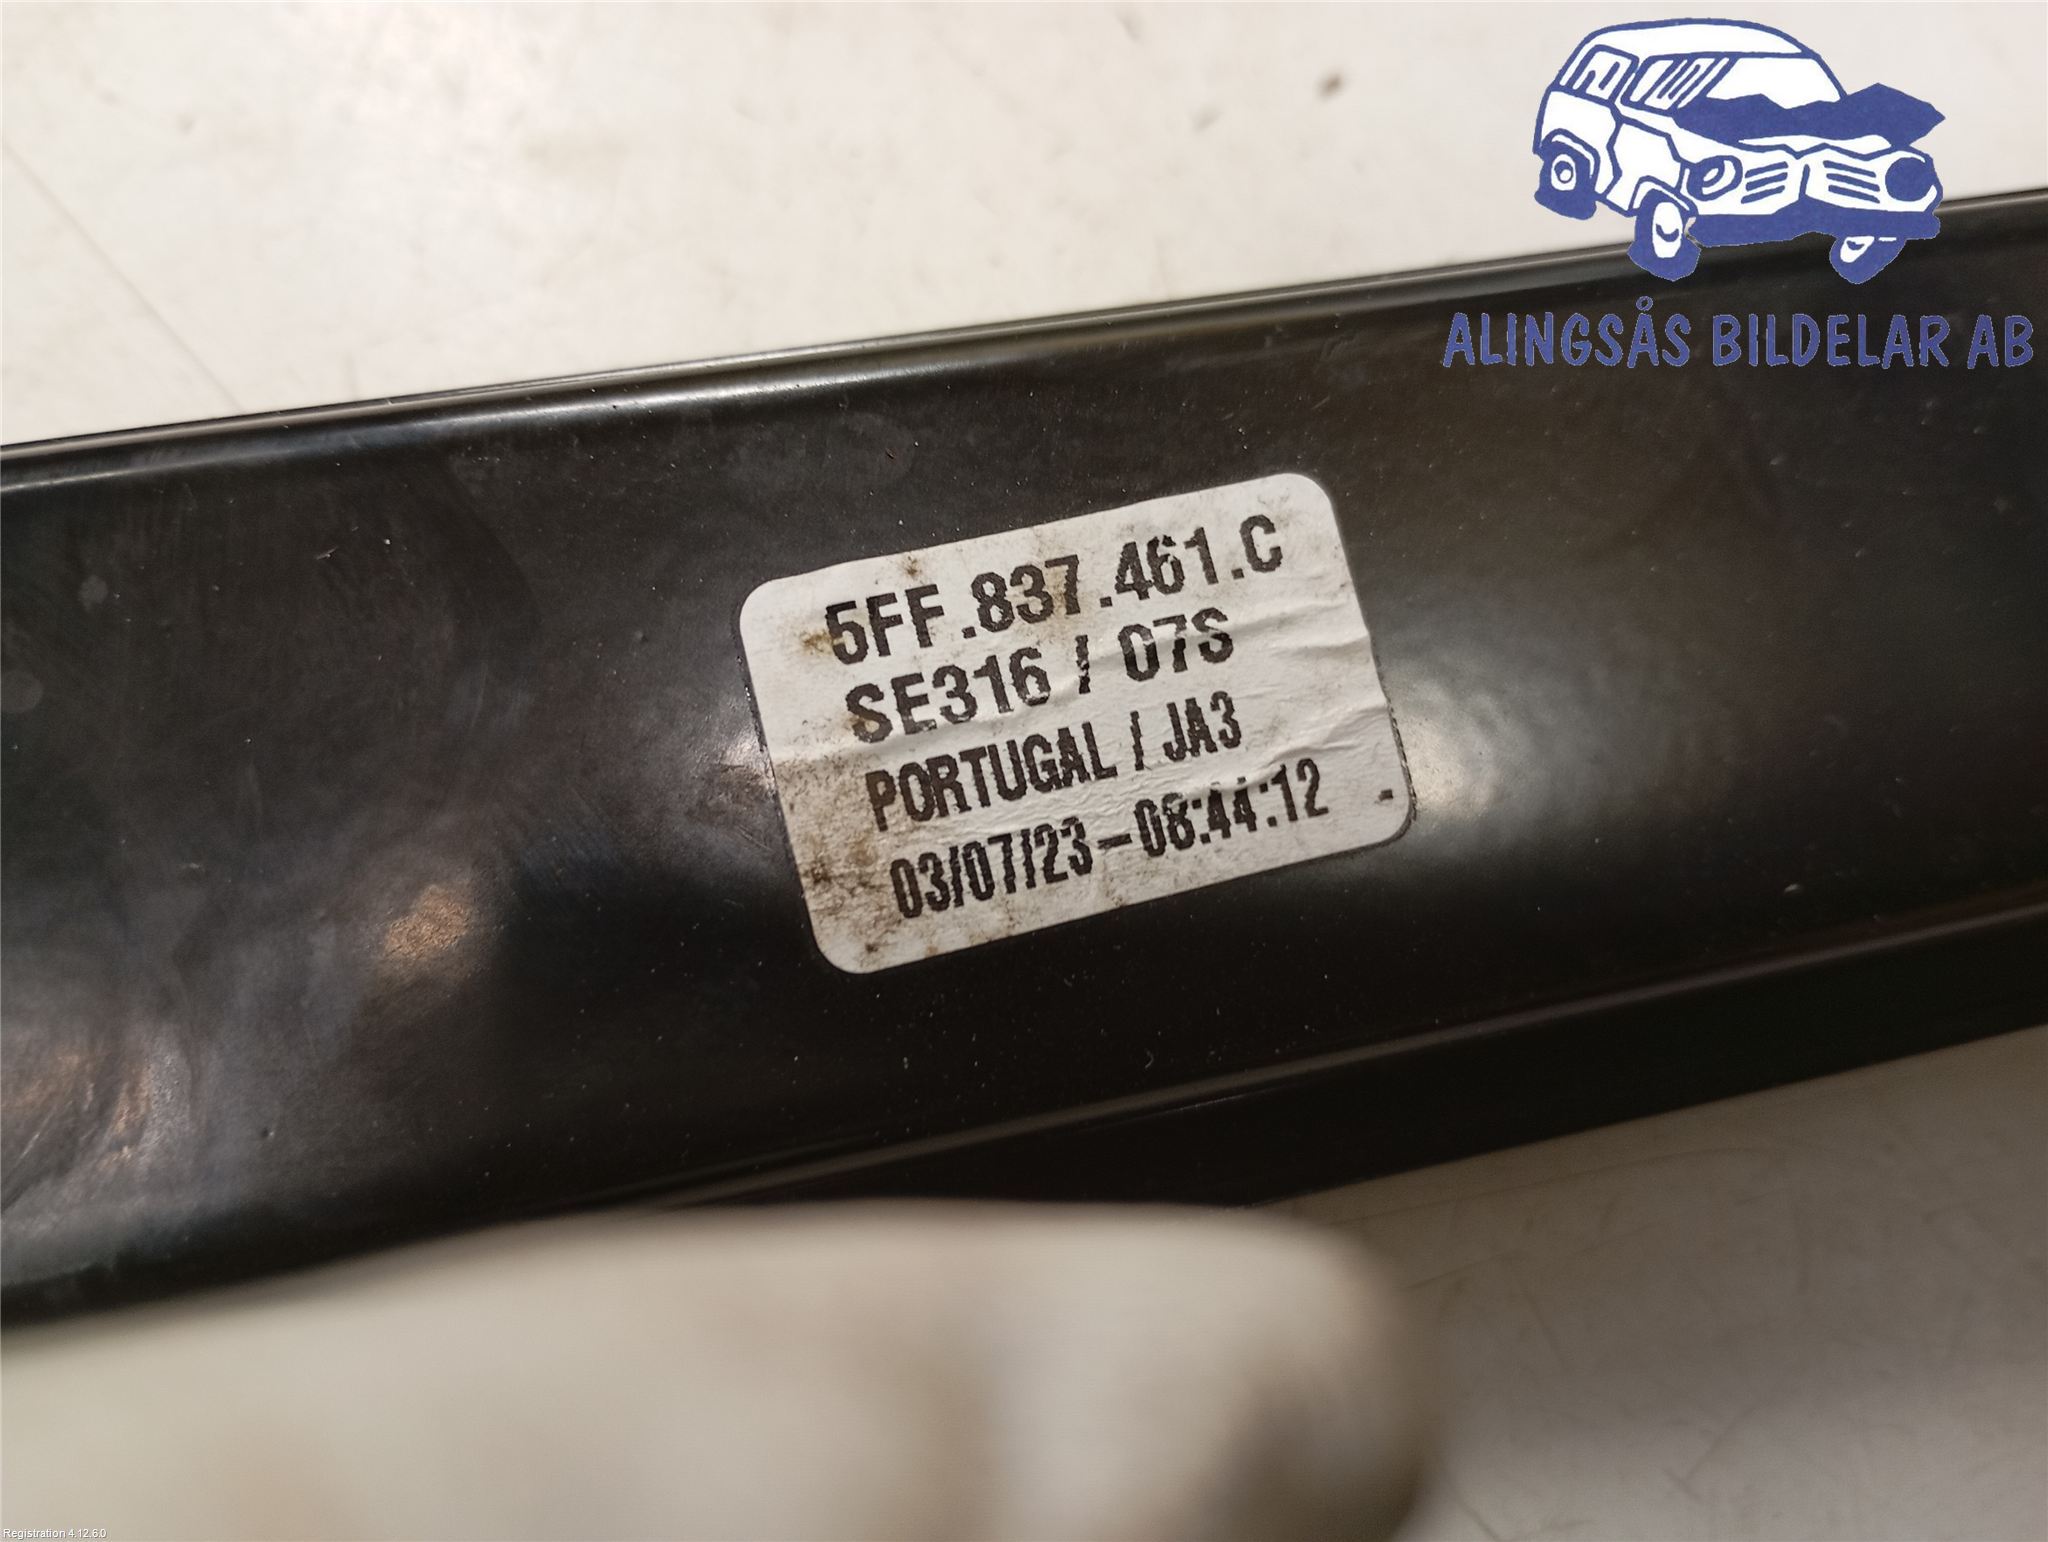 ALINGSÅS BILDELAR AB
5FF.837.461.C
SE316 / 07S
PORTUGAL / JA3
03/07/23-08:44:12
Registration 4.12.6.0